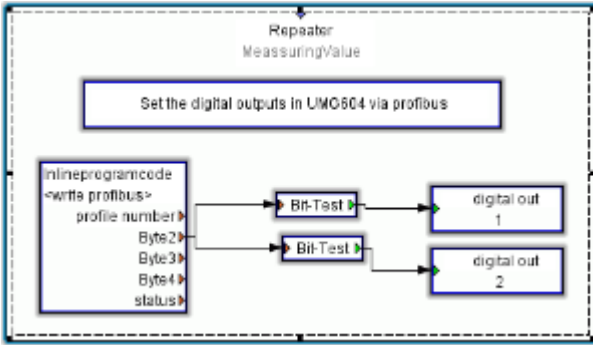 Repeater
MeassuringValue
Set the digital outputs in UMG604 via profibus
Inlineprogramcode
<write profibus>
profile number
Byte2
Byte3
Byte4
status
Bit-Test
Bit-Test
digital out
1
digital out
2